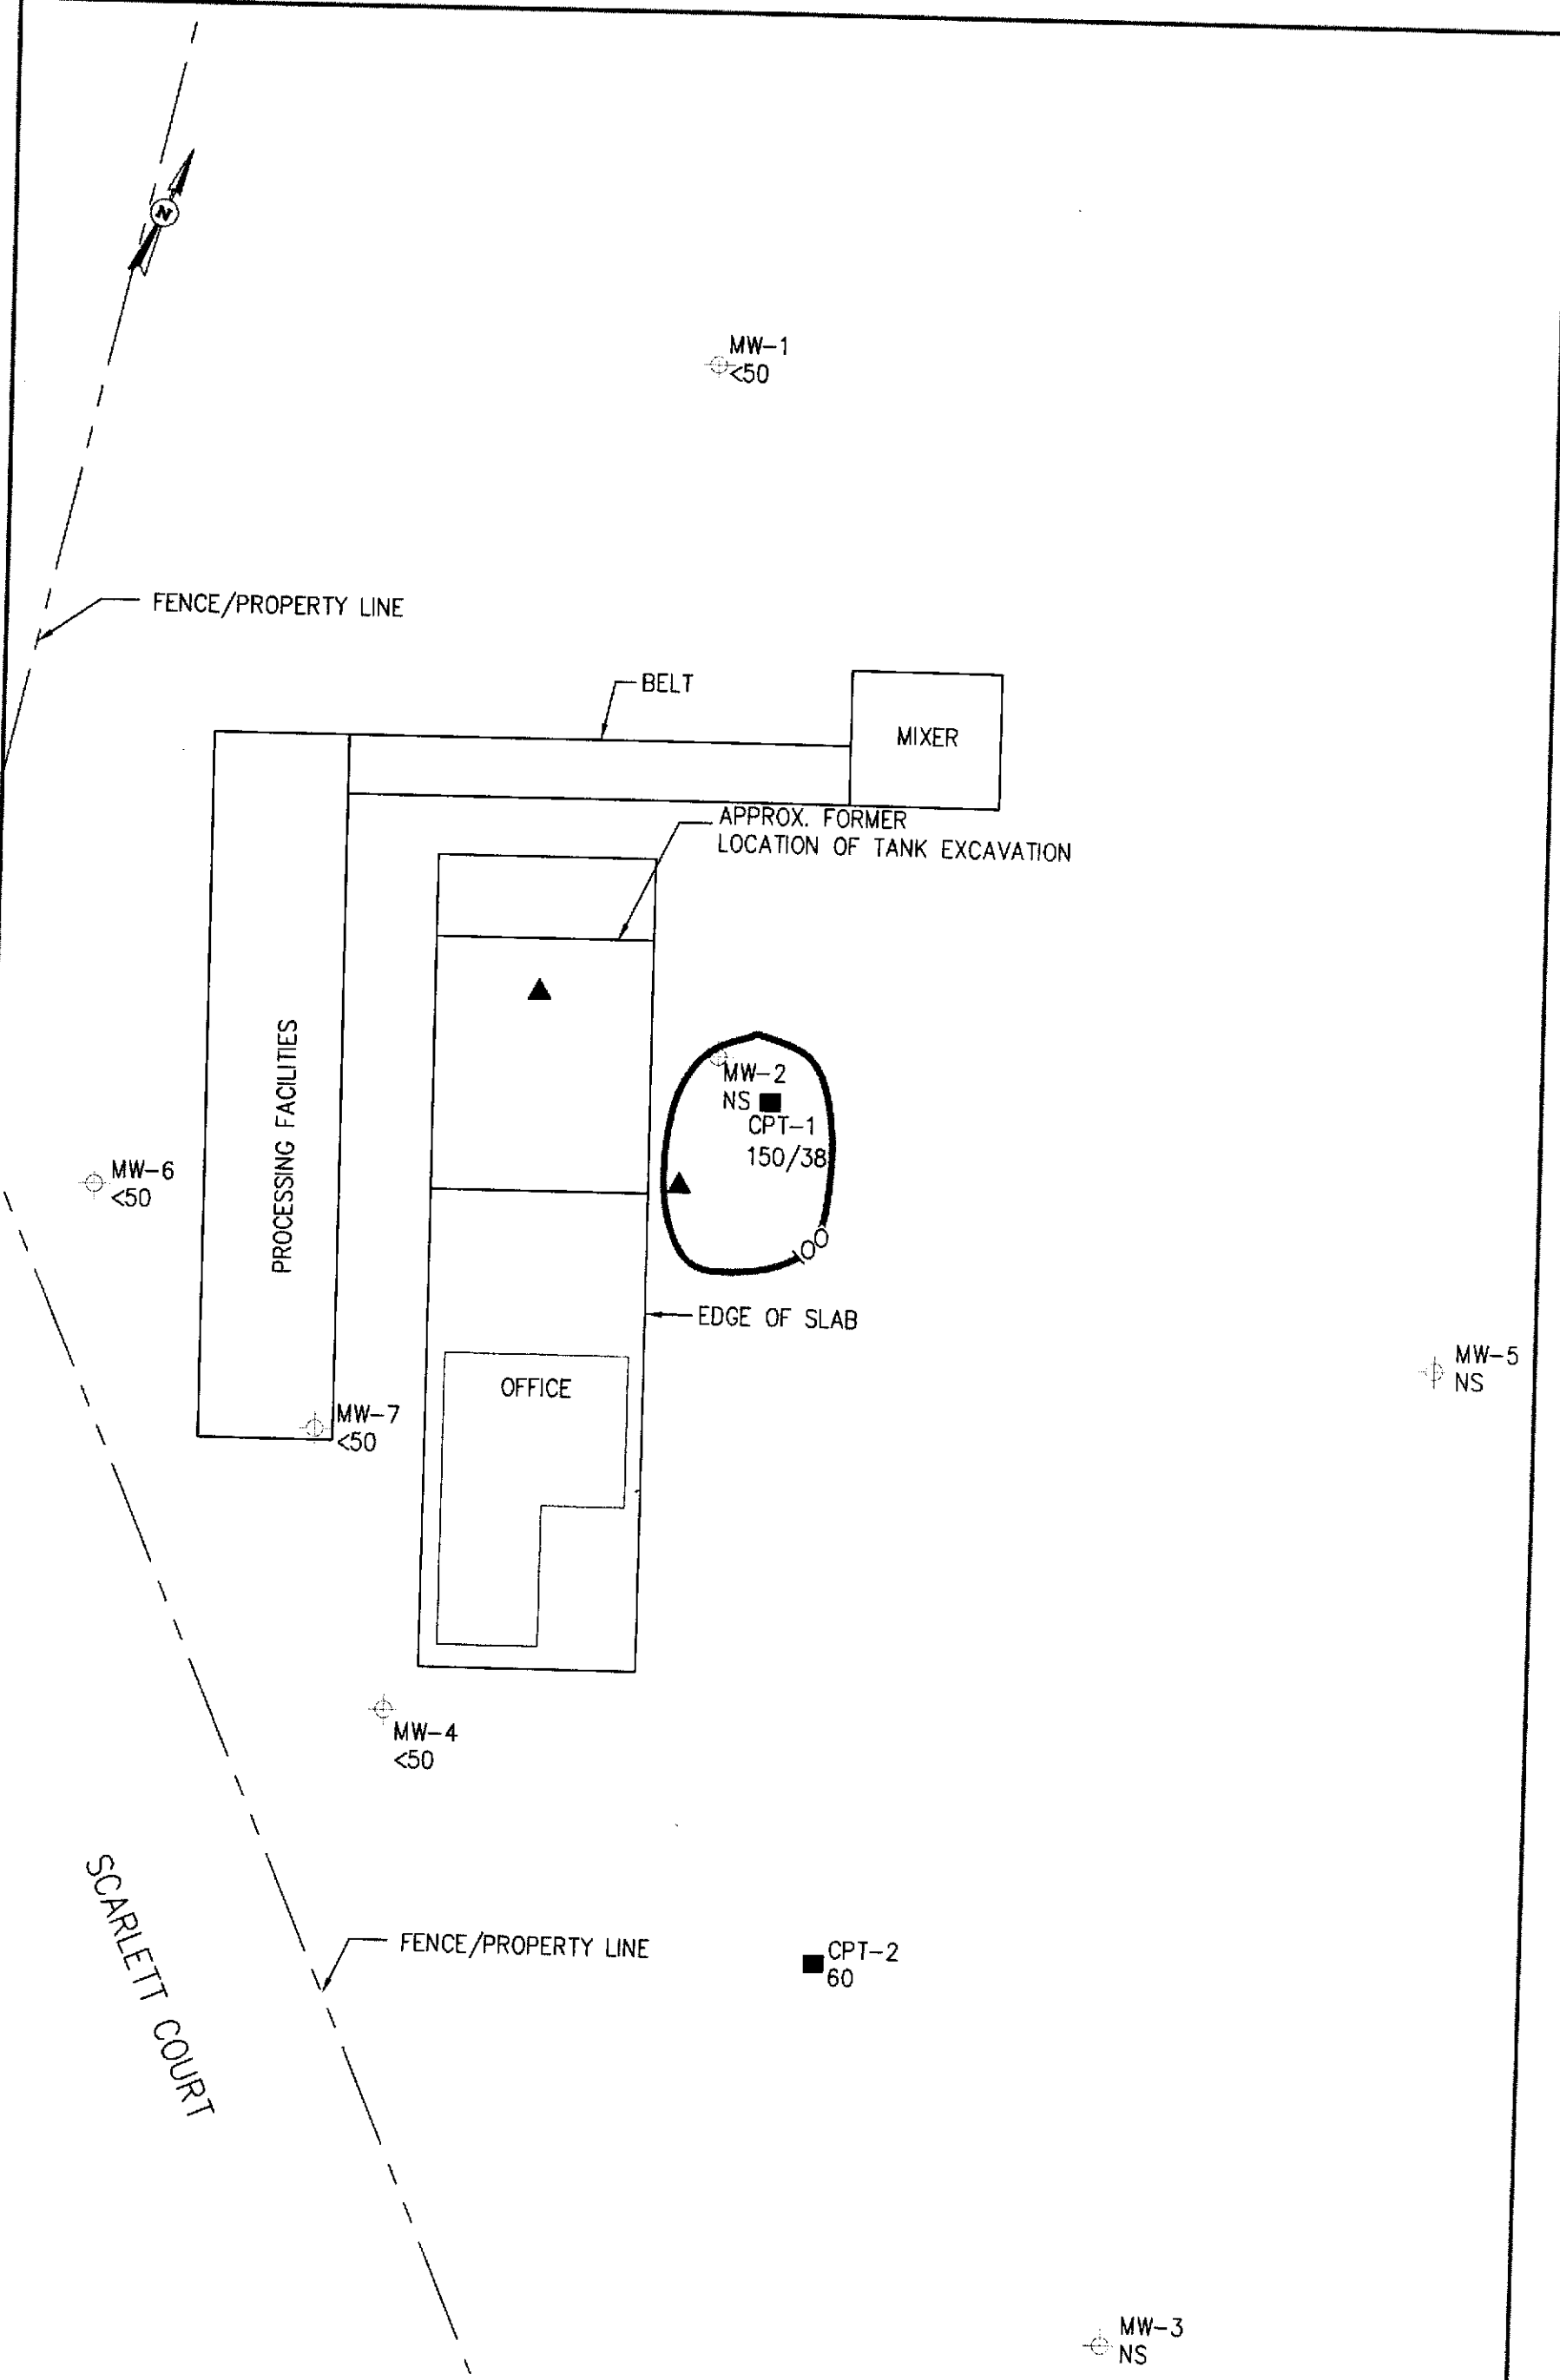 N
MW-1
<50
FENCE/PROPERTY LINE
BELT
MIXER
APPROX. FORMER
LOCATION OF TANK EXCAVATION
PROCESSING FACILITIES
MW-2
NS
CPT-1
150/38
100
MW-6
<50
EDGE OF SLAB
MW-5
NS
OFFICE
MW-7
<50
MW-4
<50
SCARLETT COURT
FENCE/PROPERTY LINE
CPT-2
60
MW-3
NS